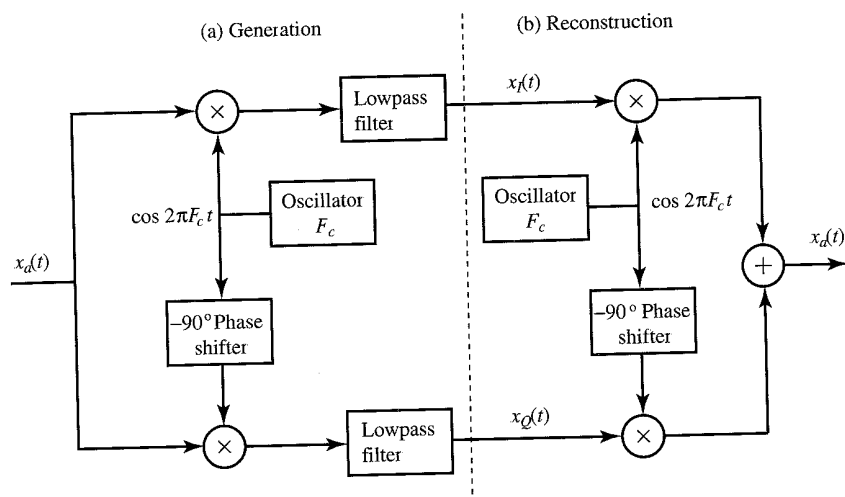 (a) Generation
(b) Reconstruction
Lowpass
filter
x_I(t)
×
×
cos 2πF_c t
Oscillator
F_c
Oscillator
F_c
cos 2πF_c t
x_a(t)
x_a(t)
+
−90° Phase
shifter
−90° Phase
shifter
×
Lowpass
filter
x_Q(t)
×